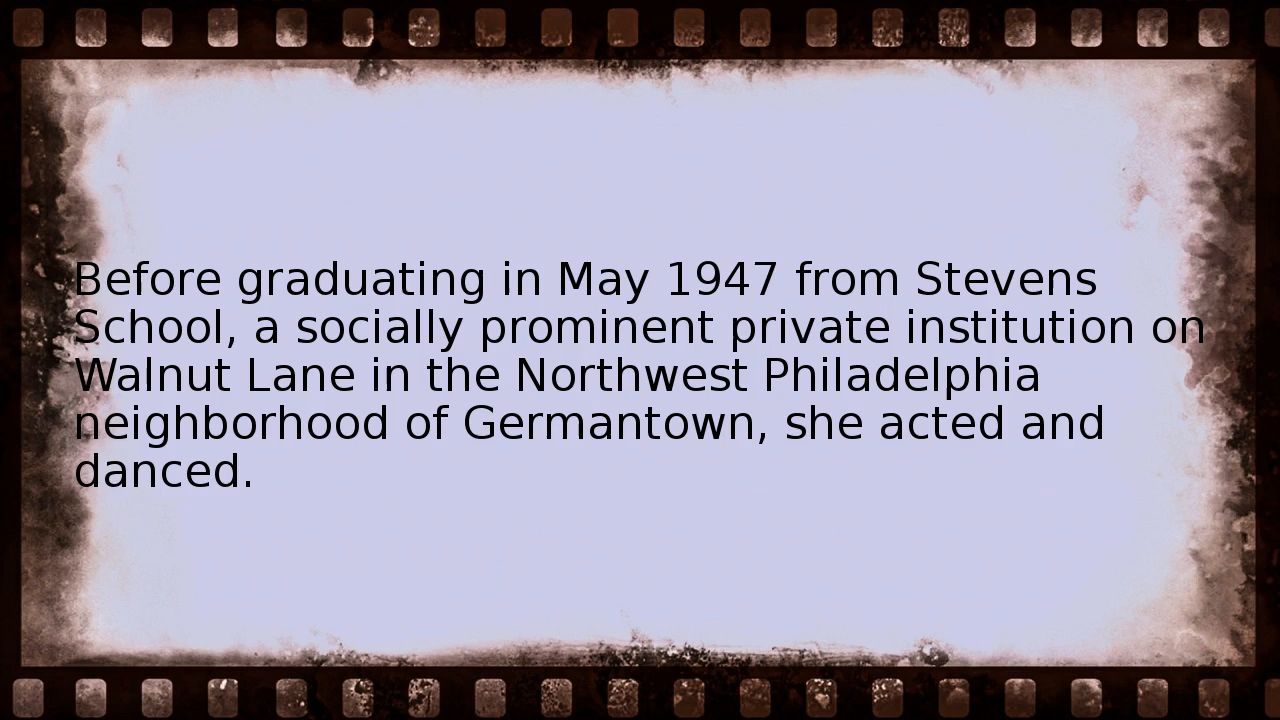 Before graduating in May 1947 from Stevens
School, a socially prominent private institution on
Walnut Lane in the Northwest Philadelphia
neighborhood of Germantown, she acted and
danced.